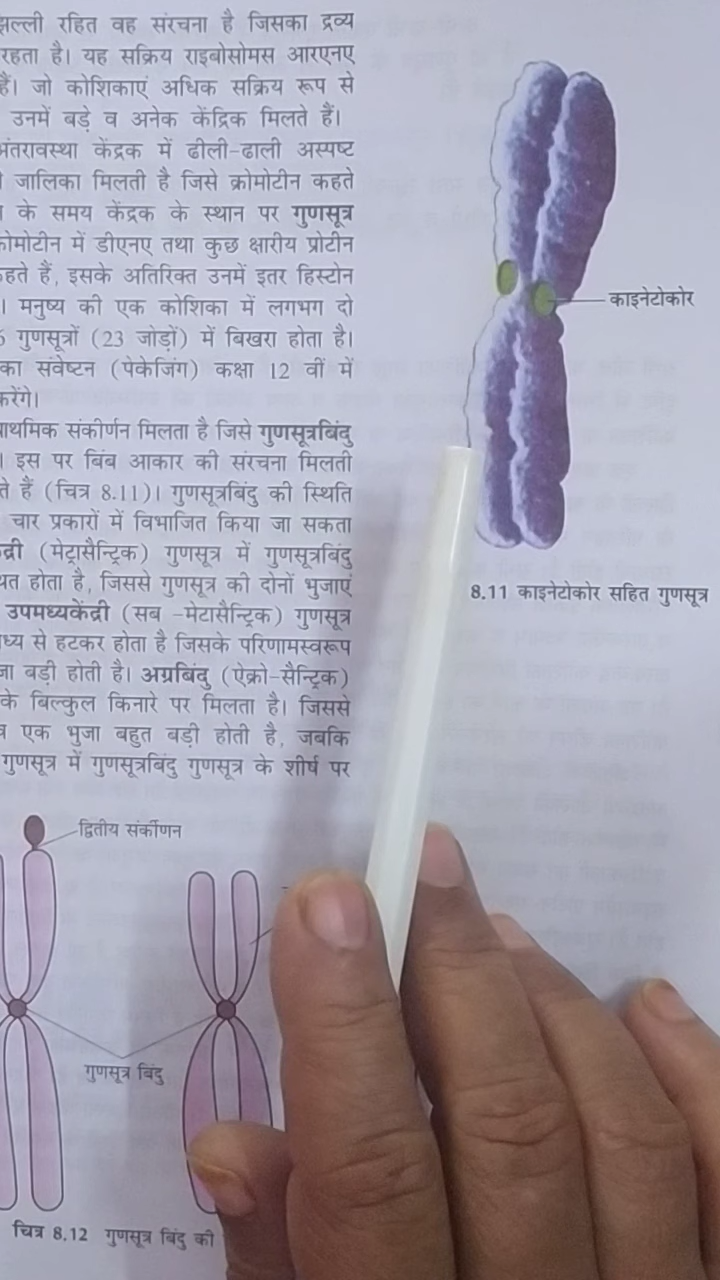 झिल्ली रहित वह संरचना है जिसका द्रव्य
रहता है। यह सक्रिय राइबोसोमस आरएनए
हैं। जो कोशिकाएं अधिक सक्रिय रूप से
उनमें बड़े व अनेक केंद्रिक मिलते हैं।
अंतरावस्था केंद्रक में ढीली-ढाली अस्पष्ट
जालिका मिलती है जिसे क्रोमोटीन कहते
के समय केंद्रक के स्थान पर गुणसूत्र
क्रोमोटीन में डीएनए तथा कुछ क्षारीय प्रोटीन
कहते हैं, इसके अतिरिक्त उनमें इतर हिस्टोन
। मनुष्य की एक कोशिका में लगभग दो
6 गुणसूत्रों (23 जोड़ों) में बिखरा होता है।
का संवेष्टन (पेकेजिंग) कक्षा 12 वीं में
करेंगे।
प्राथमिक संकीर्णन मिलता है जिसे गुणसूत्रबिंदु
। इस पर बिंब आकार की संरचना मिलती
ते हैं (चित्र 8.11)। गुणसूत्रबिंदु की स्थिति
चार प्रकारों में विभाजित किया जा सकता
केंद्री (मेट्रासैन्ट्रिक) गुणसूत्र में गुणसूत्रबिंदु
होता है, जिससे गुणसूत्र की दोनों भुजाएं
उपमध्यकेंद्री (सब -मेटासैन्ट्रिक) गुणसूत्र
मध्य से हटकर होता है जिसके परिणामस्वरूप
बड़ी होती है। अग्रबिंदु (ऐक्रो-सैन्ट्रिक)
के बिल्कुल किनारे पर मिलता है। जिससे
एक भुजा बहुत बड़ी होती है, जबकि
गुणसूत्र में गुणसूत्रबिंदु गुणसूत्र के शीर्ष पर
काइनेटोकोर
8.11 काइनेटोकोर सहित गुणसूत्र
द्वितीय संर्कीणन
गुणसूत्र बिंदु
चित्र 8.12 गुणसूत्र बिंदु की